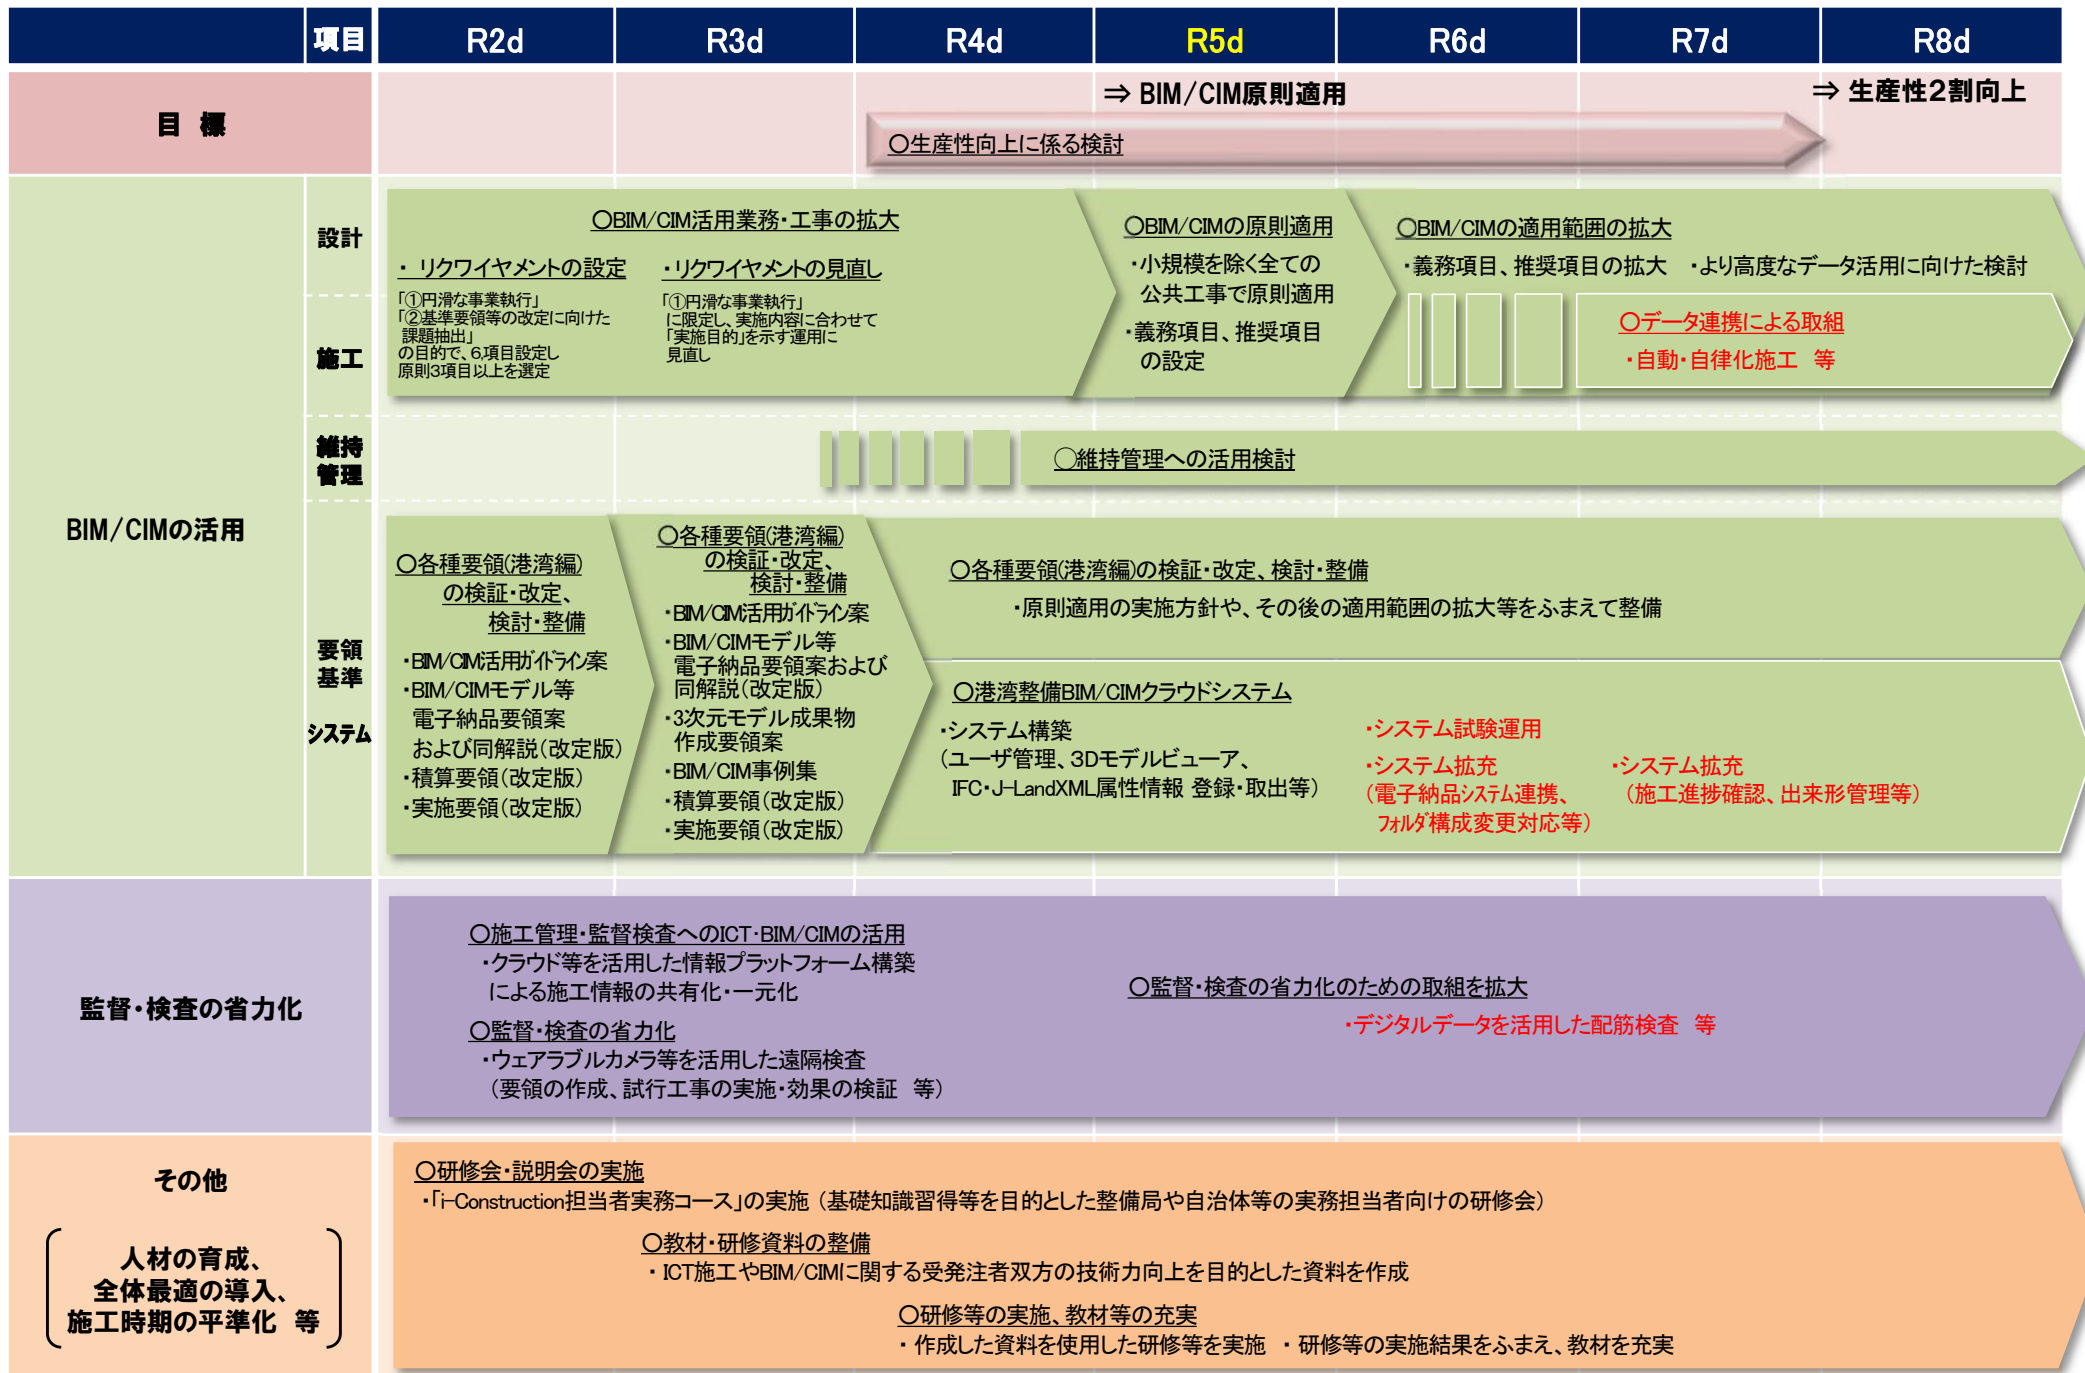 項目
R2d
R3d
R4d
R5d
R6d
R7d
R8d
目 標
⇒ BIM/CIM原則適用
⇒ 生産性2割向上
○生産性向上に係る検討
BIM/CIMの活用
設計
施工
○BIM/CIM活用業務・工事の拡大
・ リクワイヤメントの設定
「①円滑な事業執行」
「②基準要領等の改定に向けた
課題抽出」
の目的で、6項目設定し
原則3項目以上を選定
・リクワイヤメントの見直し
「①円滑な事業執行」
に限定し、実施内容に合わせて
「実施目的」を示す運用に
見直し
○BIM/CIMの原則適用
・小規模を除く全ての
公共工事で原則適用
・義務項目、推奨項目
の設定
○BIM/CIMの適用範囲の拡大
・義務項目、推奨項目の拡大 ・より高度なデータ活用に向けた検討
○データ連携による取組
・自動・自律化施工 等
維持
管理
○維持管理への活用検討
要領
基準
システム
○各種要領(港湾編)
の検証・改定、
検討・整備
・BIM/CIM活用ガイドライン案
・BIM/CIMモデル等
電子納品要領案
および同解説(改定版)
・積算要領(改定版)
・実施要領(改定版)
○各種要領(港湾編)
の検証・改定、
検討・整備
・BIM/CIM活用ガイドライン案
・BIM/CIMモデル等
電子納品要領案および
同解説(改定版)
・3次元モデル成果物
作成要領案
・BIM/CIM事例集
・積算要領(改定版)
・実施要領(改定版)
○各種要領(港湾編)の検証・改定、検討・整備
・原則適用の実施方針や、その後の適用範囲の拡大等をふまえて整備
○港湾整備BIM/CIMクラウドシステム
・システム構築
(ユーザ管理、3Dモデルビューア、
IFC・J-LandXML属性情報 登録・取出等)
・システム試験運用
・システム拡充
(電子納品システム連携、
フォルダ構成変更対応等)
・システム拡充
(施工進捗確認、出来形管理等)
監督・検査の省力化
○施工管理・監督検査へのICT・BIM/CIMの活用
・クラウド等を活用した情報プラットフォーム構築
による施工情報の共有化・一元化
○監督・検査の省力化
・ウェアラブルカメラ等を活用した遠隔検査
(要領の作成、試行工事の実施・効果の検証 等)
○監督・検査の省力化のための取組を拡大
・デジタルデータを活用した配筋検査 等
その他
人材の育成、
全体最適の導入、
施工時期の平準化 等
○研修会・説明会の実施
・「i-Construction担当者実務コース」の実施 (基礎知識習得等を目的とした整備局や自治体等の実務担当者向けの研修会)
○教材・研修資料の整備
・ICT施工やBIM/CIMに関する受発注者双方の技術力向上を目的とした資料を作成
○研修等の実施、教材等の充実
・作成した資料を使用した研修等を実施 ・研修等の実施結果をふまえ、教材を充実